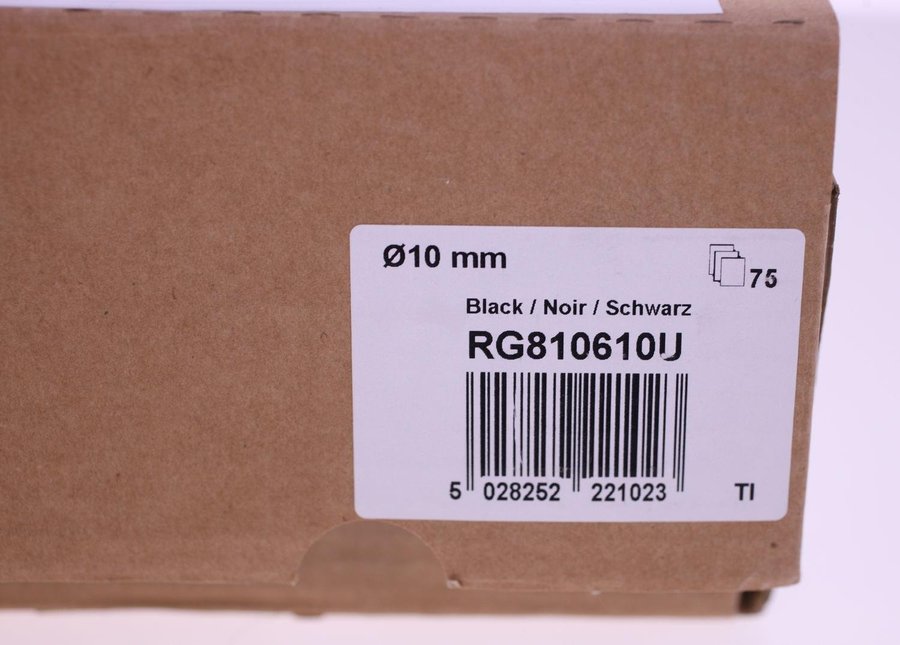 Ø10 mm
75
Black / Noir / Schwarz
RG810610U
5 028252 221023
TI